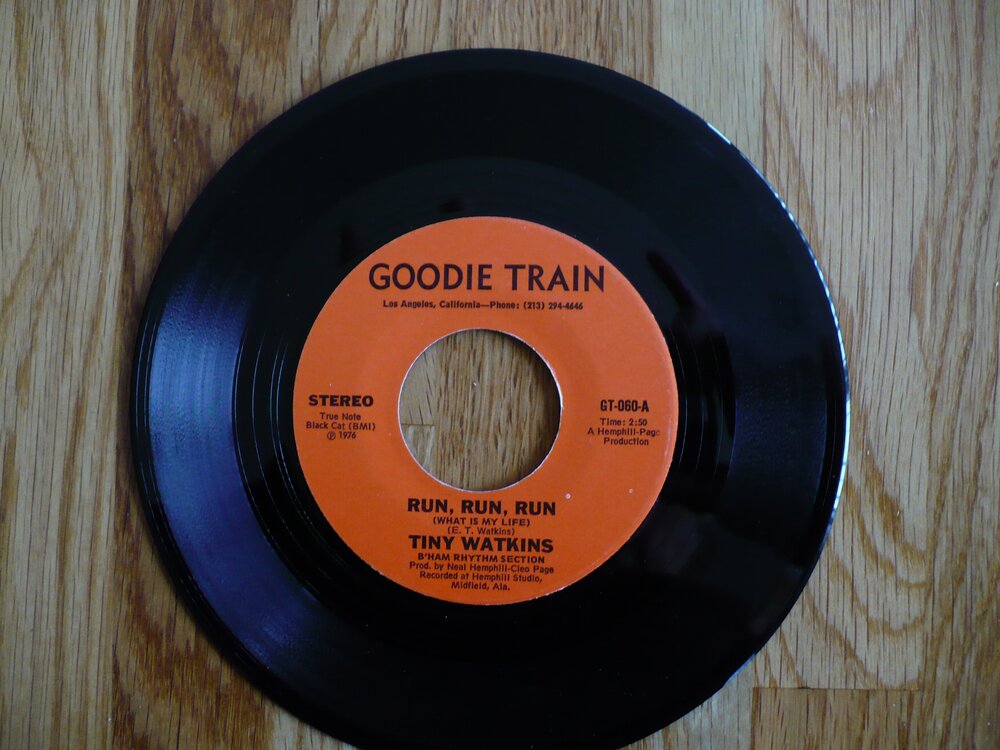 GOODIE TRAIN
Los Angeles, California—Phone: (213) 294-4646
STEREO
True Note
Black Cat (BMI)
℗ 1976
GT-060-A
Time: 2:50
A Hemphill-Page
Production
RUN, RUN, RUN
(WHAT IS MY LIFE)
(E. T. Watkins)
TINY WATKINS
B'HAM RHYTHM SECTION
Prod. by Neal Hemphill-Cleo Page
Recorded at Hemphill Studio,
Midfield, Ala.